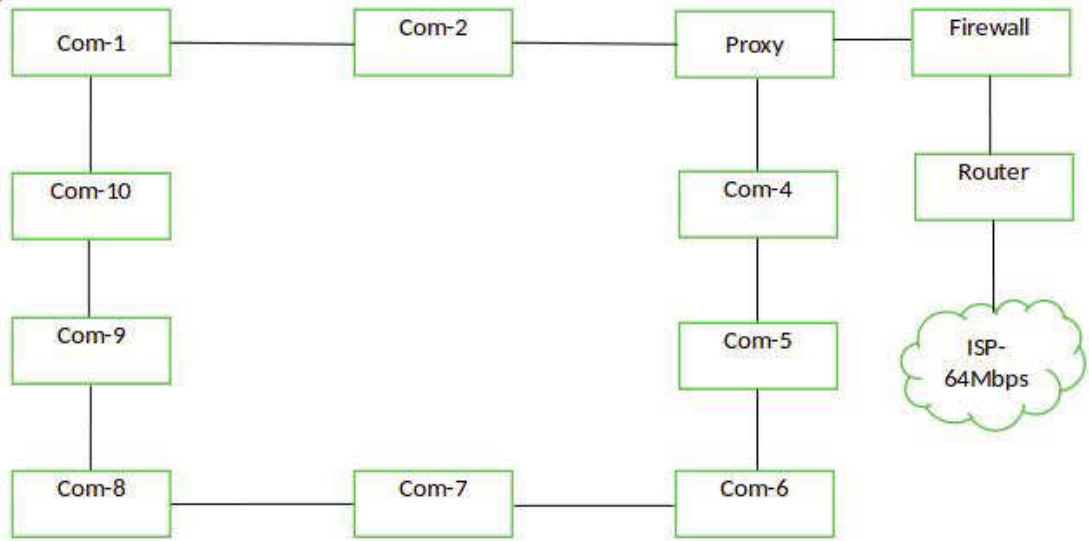 Com-1
Com-2
Proxy
Firewall
Com-10
Com-4
Router
Com-9
Com-5
ISP-
64Mbps
Com-8
Com-7
Com-6